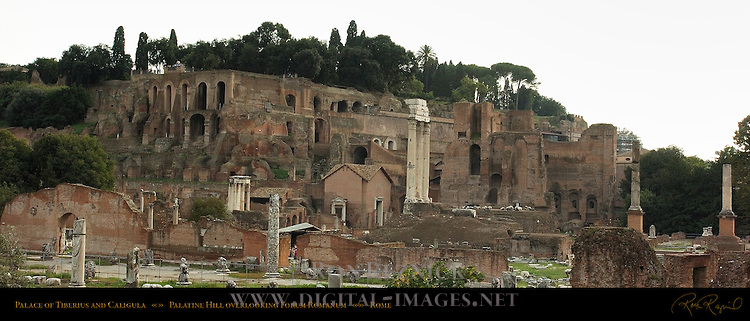 Palace of Tiberius and Caligula «» Palatine Hill overlooking Forum Romanum «» Rome
www.Digital-Images.net